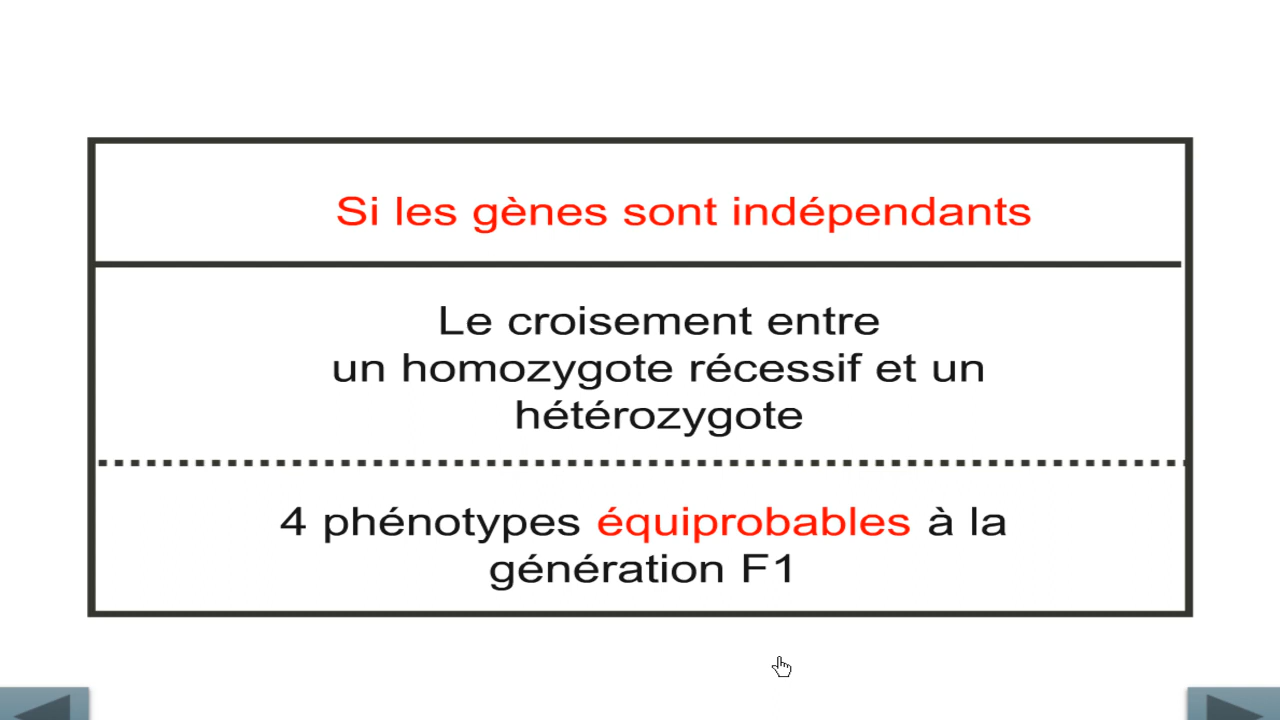 Si les gènes sont indépendants
Le croisement entre
un homozygote récessif et un
hétérozygote
4 phénotypes équiprobables à la
génération F1